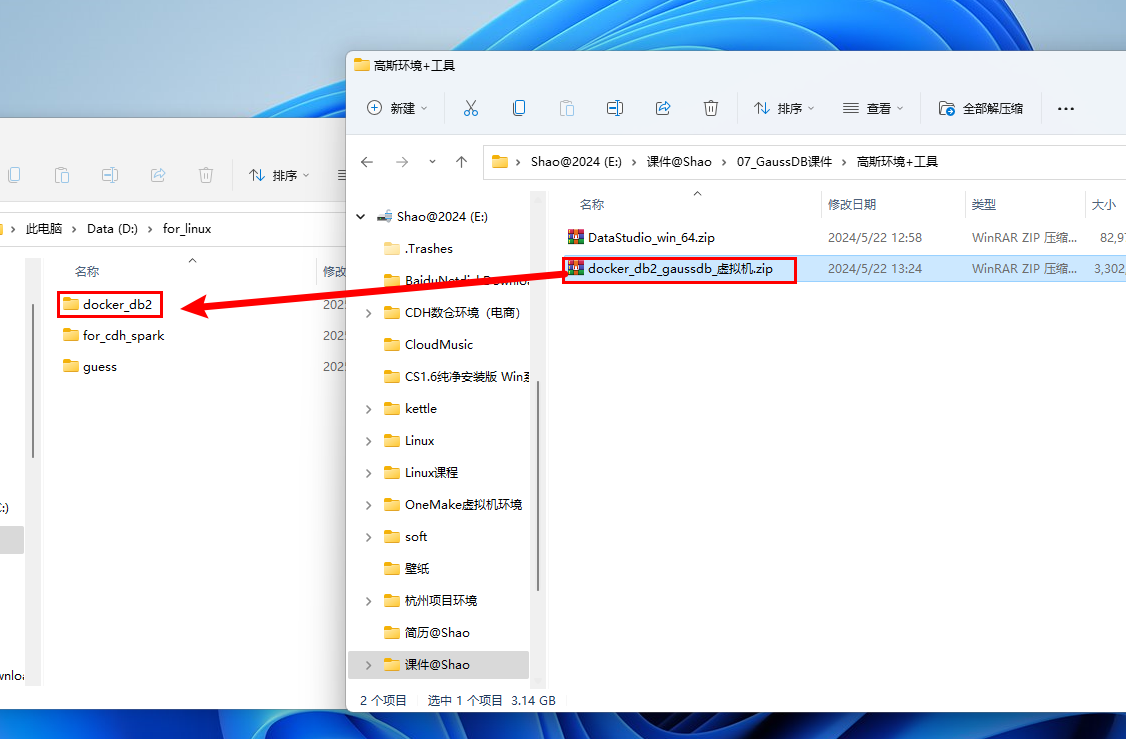 高斯环境+工具
新建
排序
查看
全部解压缩
Shao@2024 (E:)
课件@Shao
07_GaussDB课件
高斯环境+工具
名称
修改日期
类型
大小
DataStudio_win_64.zip
2024/5/22 12:58
WinRAR ZIP 压缩...
82,97
docker_db2_gaussdb_虚拟机.zip
2024/5/22 13:24
WinRAR ZIP 压缩...
3,302,
Shao@2024 (E:)
.Trashes
BaiduNetdiskDownlo
CDH数仓环境（电商）
CloudMusic
CS1.6纯净安装版 Win系
kettle
Linux
Linux课程
OneMake虚拟机环境
soft
壁纸
杭州项目环境
简历@Shao
课件@Shao
2 个项目
选中 1 个项目 3.14 GB
排序
此电脑
Data (D:)
for_linux
名称
修改
docker_db2
202
for_cdh_spark
202
guess
202
:)
wnloa